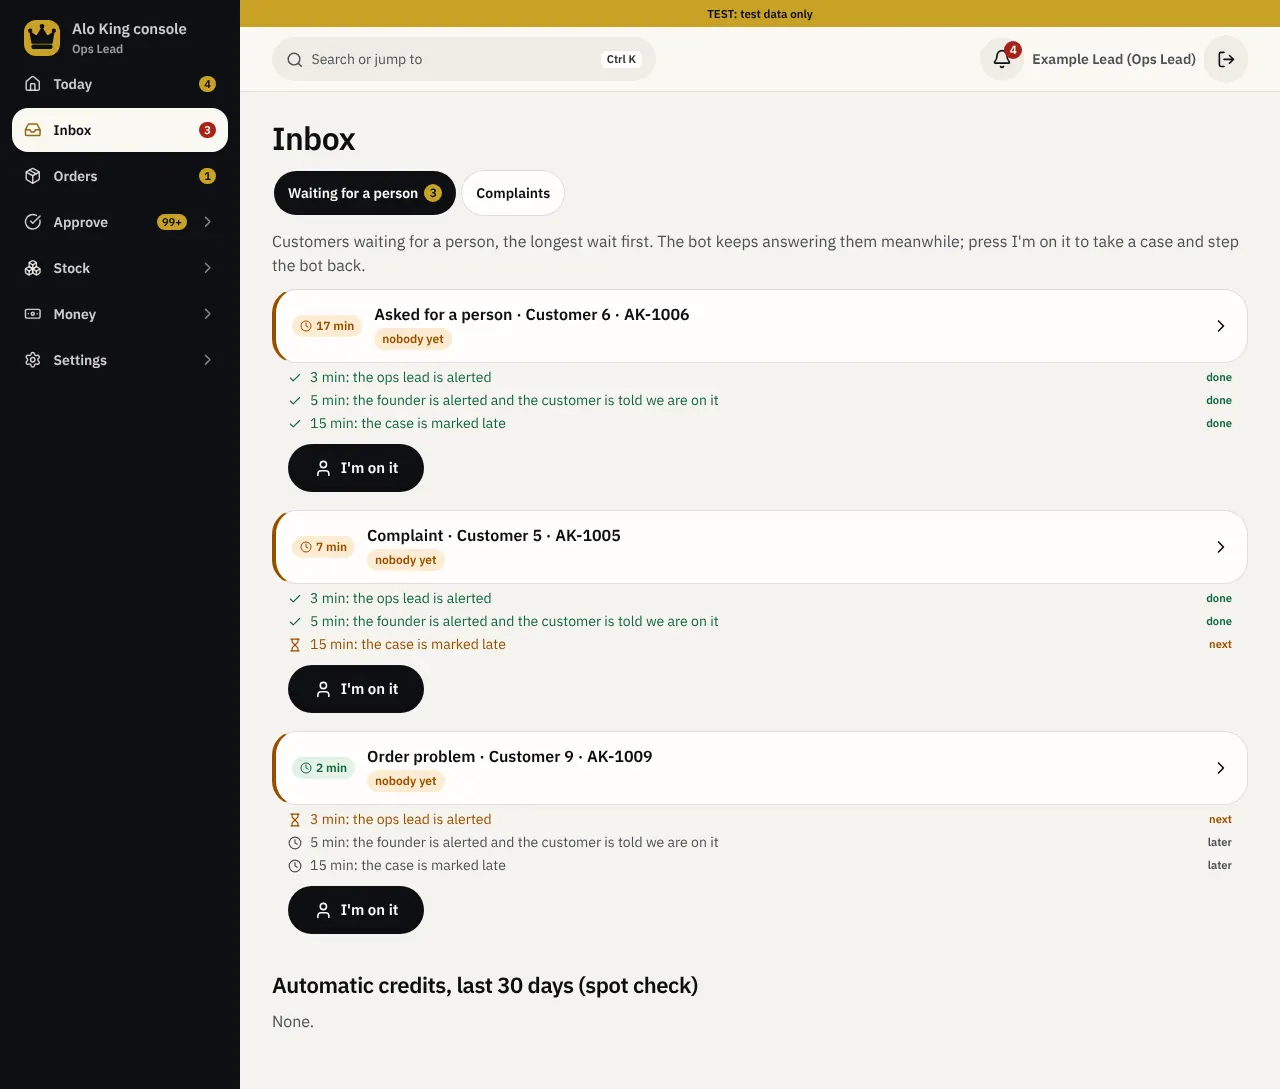 Alo King console
Ops Lead
Today 4
Inbox 3
Orders 1
Approve 99+
Stock
Money
Settings
TEST: test data only
Search or jump to Ctrl K
4
Example Lead (Ops Lead)
Inbox
Waiting for a person 3
Complaints
Customers waiting for a person, the longest wait first. The bot keeps answering them meanwhile; press I'm on it to take a case and step
the bot back.
17 min
Asked for a person · Customer 6 · AK-1006
nobody yet
3 min: the ops lead is alerted done
5 min: the founder is alerted and the customer is told we are on it done
15 min: the case is marked late done
I'm on it
7 min
Complaint · Customer 5 · AK-1005
nobody yet
3 min: the ops lead is alerted done
5 min: the founder is alerted and the customer is told we are on it done
15 min: the case is marked late next
I'm on it
2 min
Order problem · Customer 9 · AK-1009
nobody yet
3 min: the ops lead is alerted next
5 min: the founder is alerted and the customer is told we are on it later
15 min: the case is marked late later
I'm on it
Automatic credits, last 30 days (spot check)
None.